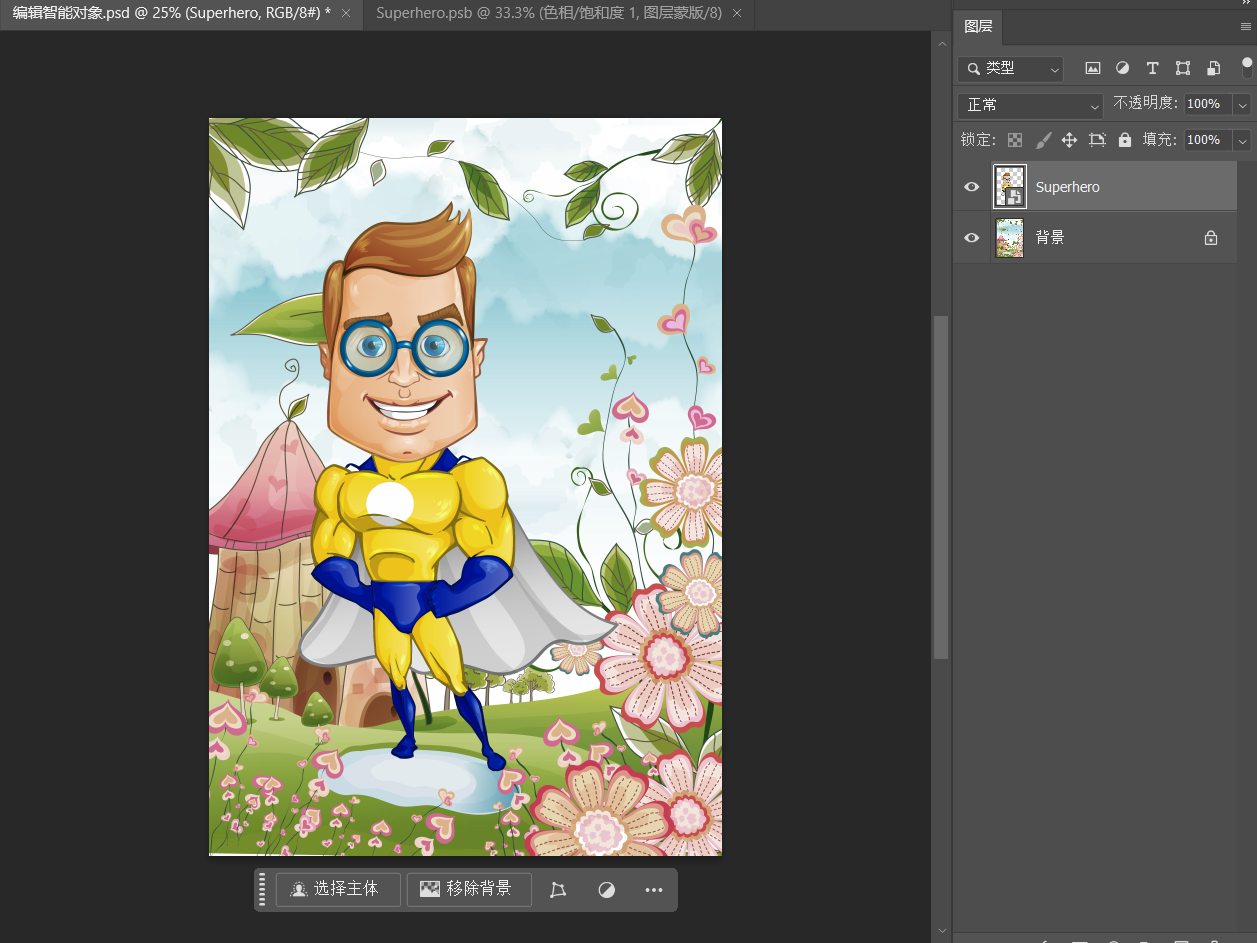 编辑智能对象.psd @ 25% (Superhero, RGB/8#) * ×
Superhero.psb @ 33.3% (色相/饱和度 1, 图层蒙版/8) ×
图层
类型
正常
不透明度: 100%
锁定:
填充: 100%
Superhero
背景
选择主体
移除背景